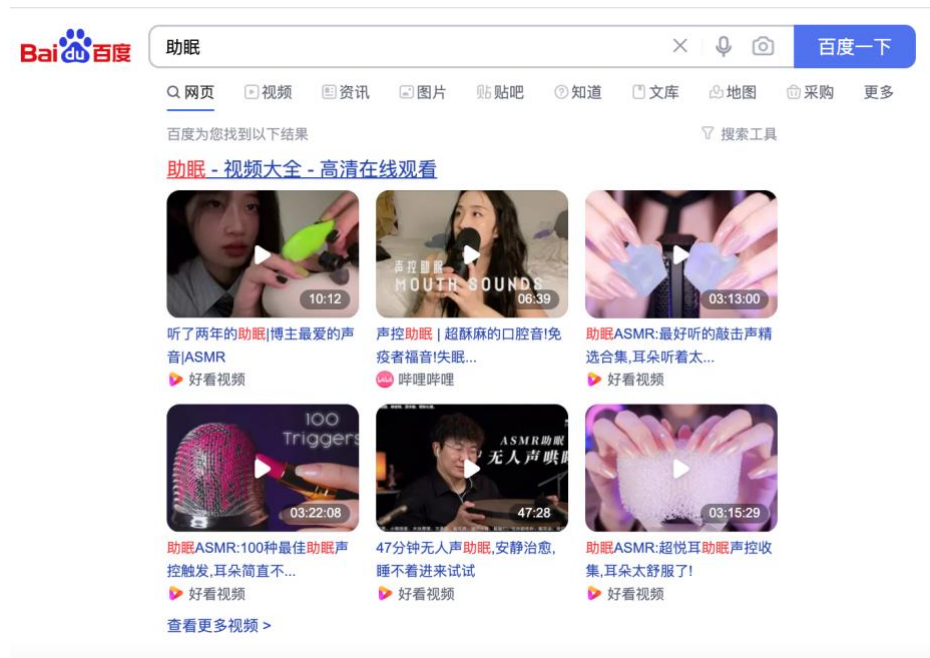 Bai du 百度
助眠
百度一下
网页 视频 资讯 图片 贴吧 知道 文库 地图 采购 更多
百度为您找到以下结果
搜索工具
助眠 - 视频大全 - 高清在线观看
10:12
声控助眠
MOUTH SOUNDS
06:39
03:13:00
听了两年的助眠|博主最爱的声
音|ASMR
好看视频
声控助眠 | 超酥麻的口腔音!免
疫者福音!失眠...
哔哩哔哩
助眠ASMR:最好听的敲击声精
选合集,耳朵听着太...
好看视频
100
Triggers
03:22:08
ASMR助眠
无人声哄
47:28
03:15:29
助眠ASMR:100种最佳助眠声
控触发,耳朵简直不...
好看视频
47分钟无人声助眠,安静治愈,
睡不着进来试试
好看视频
助眠ASMR:超悦耳助眠声控收
集,耳朵太舒服了!
好看视频
查看更多视频 >